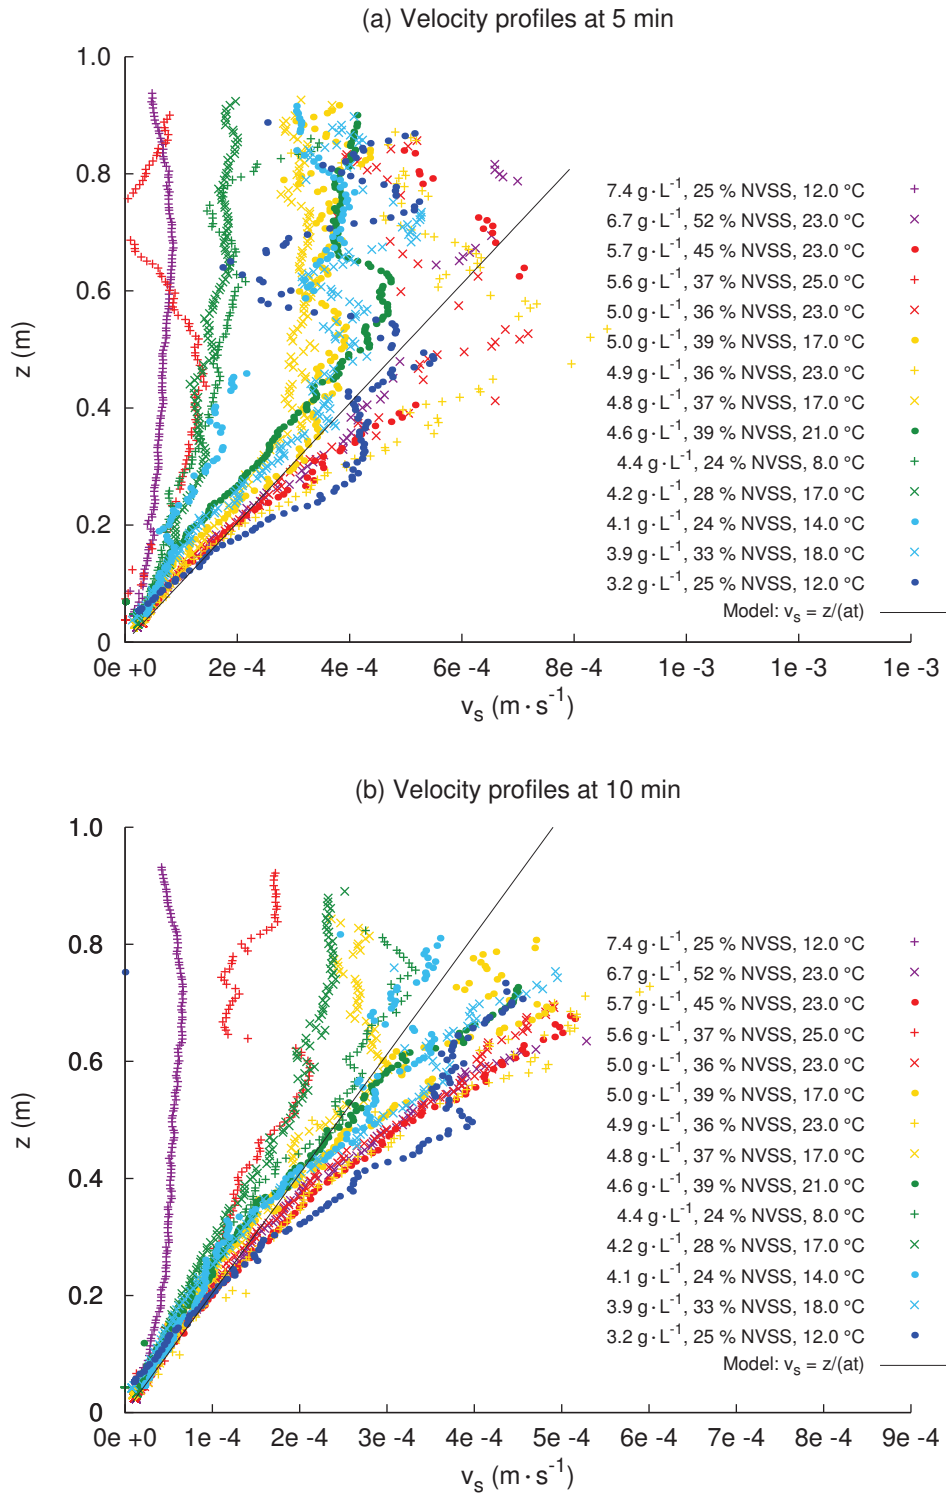 (a) Velocity profiles at 5 min
1.0
0.8
0.6
0.4
0.2
0
z (m)
7.4 g·L⁻¹, 25 % NVSS, 12.0 °C
6.7 g·L⁻¹, 52 % NVSS, 23.0 °C
5.7 g·L⁻¹, 45 % NVSS, 23.0 °C
5.6 g·L⁻¹, 37 % NVSS, 25.0 °C
5.0 g·L⁻¹, 36 % NVSS, 23.0 °C
5.0 g·L⁻¹, 39 % NVSS, 17.0 °C
4.9 g·L⁻¹, 36 % NVSS, 23.0 °C
4.8 g·L⁻¹, 37 % NVSS, 17.0 °C
4.6 g·L⁻¹, 39 % NVSS, 21.0 °C
4.4 g·L⁻¹, 24 % NVSS, 8.0 °C
4.2 g·L⁻¹, 28 % NVSS, 17.0 °C
4.1 g·L⁻¹, 24 % NVSS, 14.0 °C
3.9 g·L⁻¹, 33 % NVSS, 18.0 °C
3.2 g·L⁻¹, 25 % NVSS, 12.0 °C
Model: vₛ = z/(at)
0e +0 2e -4 4e -4 6e -4 8e -4 1e -3 1e -3 1e -3
vₛ (m · s⁻¹)
(b) Velocity profiles at 10 min
1.0
0.8
0.6
0.4
0.2
0
z (m)
7.4 g·L⁻¹, 25 % NVSS, 12.0 °C
6.7 g·L⁻¹, 52 % NVSS, 23.0 °C
5.7 g·L⁻¹, 45 % NVSS, 23.0 °C
5.6 g·L⁻¹, 37 % NVSS, 25.0 °C
5.0 g·L⁻¹, 36 % NVSS, 23.0 °C
5.0 g·L⁻¹, 39 % NVSS, 17.0 °C
4.9 g·L⁻¹, 36 % NVSS, 23.0 °C
4.8 g·L⁻¹, 37 % NVSS, 17.0 °C
4.6 g·L⁻¹, 39 % NVSS, 21.0 °C
4.4 g·L⁻¹, 24 % NVSS, 8.0 °C
4.2 g·L⁻¹, 28 % NVSS, 17.0 °C
4.1 g·L⁻¹, 24 % NVSS, 14.0 °C
3.9 g·L⁻¹, 33 % NVSS, 18.0 °C
3.2 g·L⁻¹, 25 % NVSS, 12.0 °C
Model: vₛ = z/(at)
0e +0 1e -4 2e -4 3e -4 4e -4 5e -4 6e -4 7e -4 8e -4 9e -4
vₛ (m · s⁻¹)